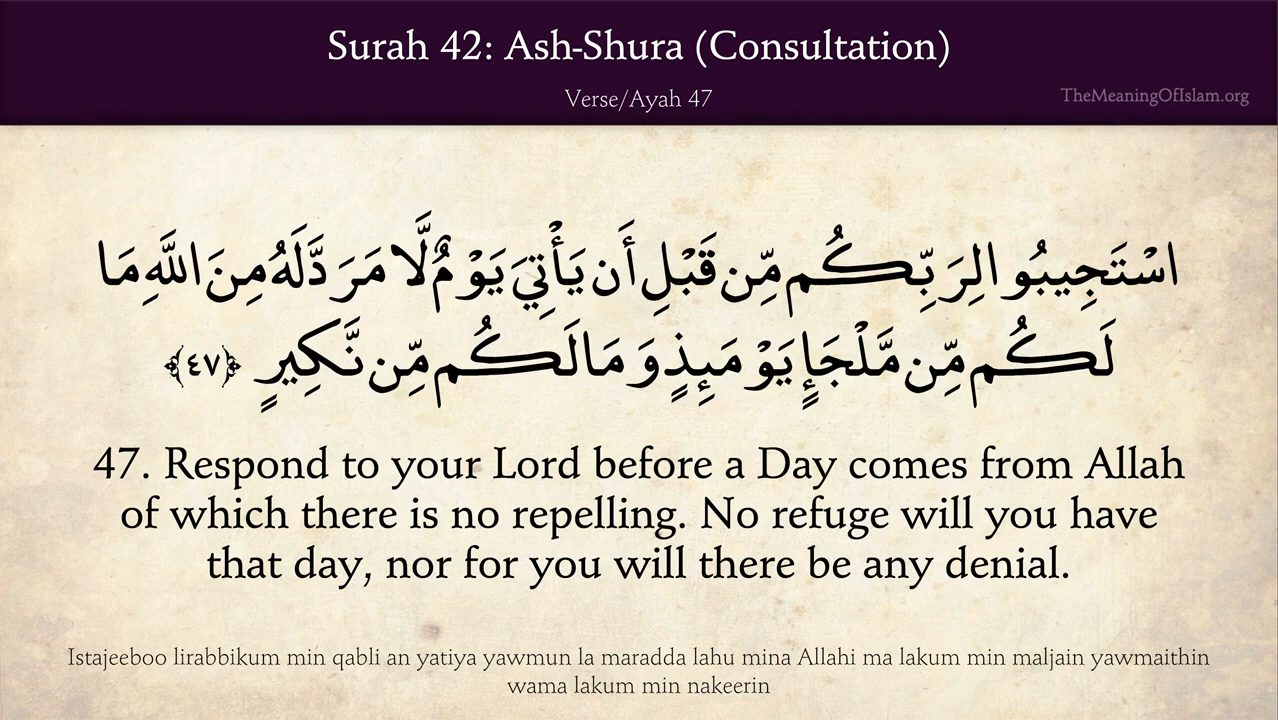 Surah 42: Ash-Shura (Consultation)
Verse/Ayah 47
TheMeaningOfIslam.org
اسْتَجِيبُوا لِرَبِّكُم مِّن قَبْلِ أَن يَأْتِيَ يَوْمٌ لَّا مَرَدَّ لَهُ مِنَ اللَّهِ مَا
لَكُم مِّن مَّلْجَإٍ يَوْمَئِذٍ وَمَا لَكُم مِّن نَّكِيرٍ ﴿٤٧﴾
47. Respond to your Lord before a Day comes from Allah
of which there is no repelling. No refuge will you have
that day, nor for you will there be any denial.
Istajeeboo lirabbikum min qabli an yatiya yawmun la maradda lahu mina Allahi ma lakum min maljain yawmaithin
wama lakum min nakeerin